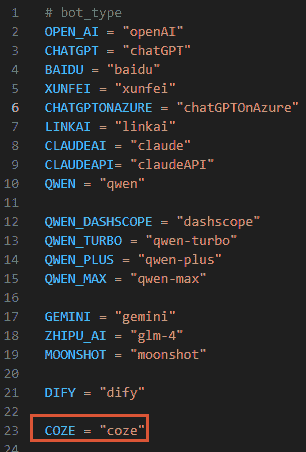 1 # bot_type
2 OPEN_AI = "openAI"
3 CHATGPT = "chatGPT"
4 BAIDU = "baidu"
5 XUNFEI = "xunfei"
6 CHATGPTONAZURE = "chatGPTOnAzure"
7 LINKAI = "linkai"
8 CLAUDEAI = "claude"
9 CLAUDEAPI= "claudeAPI"
10 QWEN = "qwen"
11
12 QWEN_DASHSCOPE = "dashscope"
13 QWEN_TURBO = "qwen-turbo"
14 QWEN_PLUS = "qwen-plus"
15 QWEN_MAX = "qwen-max"
16
17 GEMINI = "gemini"
18 ZHIPU_AI = "glm-4"
19 MOONSHOT = "moonshot"
20
21 DIFY = "dify"
22
23 COZE = "coze"
24